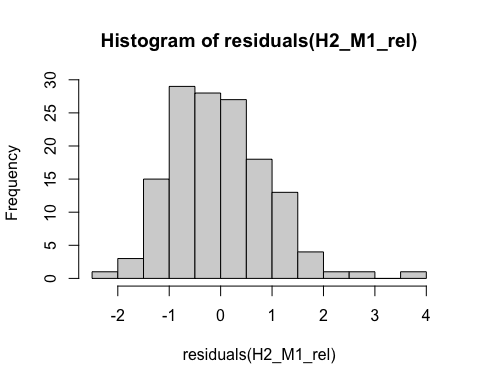 Histogram of residuals(H2_M1_rel)
Frequency
30
25
20
15
10
5
0
-2 -1 0 1 2 3 4
residuals(H2_M1_rel)